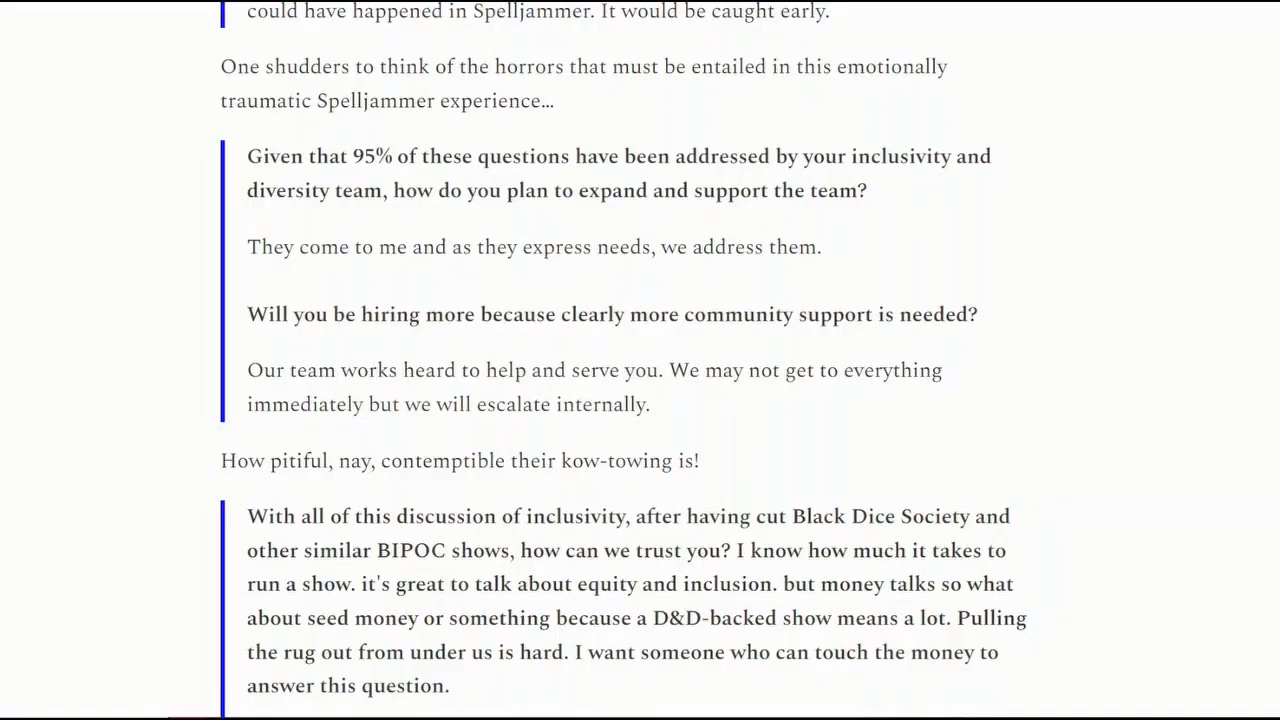 could have happened in Spelljammer. It would be caught early.
One shudders to think of the horrors that must be entailed in this emotionally
traumatic Spelljammer experience…
Given that 95% of these questions have been addressed by your inclusivity and
diversity team, how do you plan to expand and support the team?
They come to me and as they express needs, we address them.
Will you be hiring more because clearly more community support is needed?
Our team works heard to help and serve you. We may not get to everything
immediately but we will escalate internally.
How pitiful, nay, contemptible their kow-towing is!
With all of this discussion of inclusivity, after having cut Black Dice Society and
other similar BIPOC shows, how can we trust you? I know how much it takes to
run a show. it's great to talk about equity and inclusion. but money talks so what
about seed money or something because a D&D-backed show means a lot. Pulling
the rug out from under us is hard. I want someone who can touch the money to
answer this question.